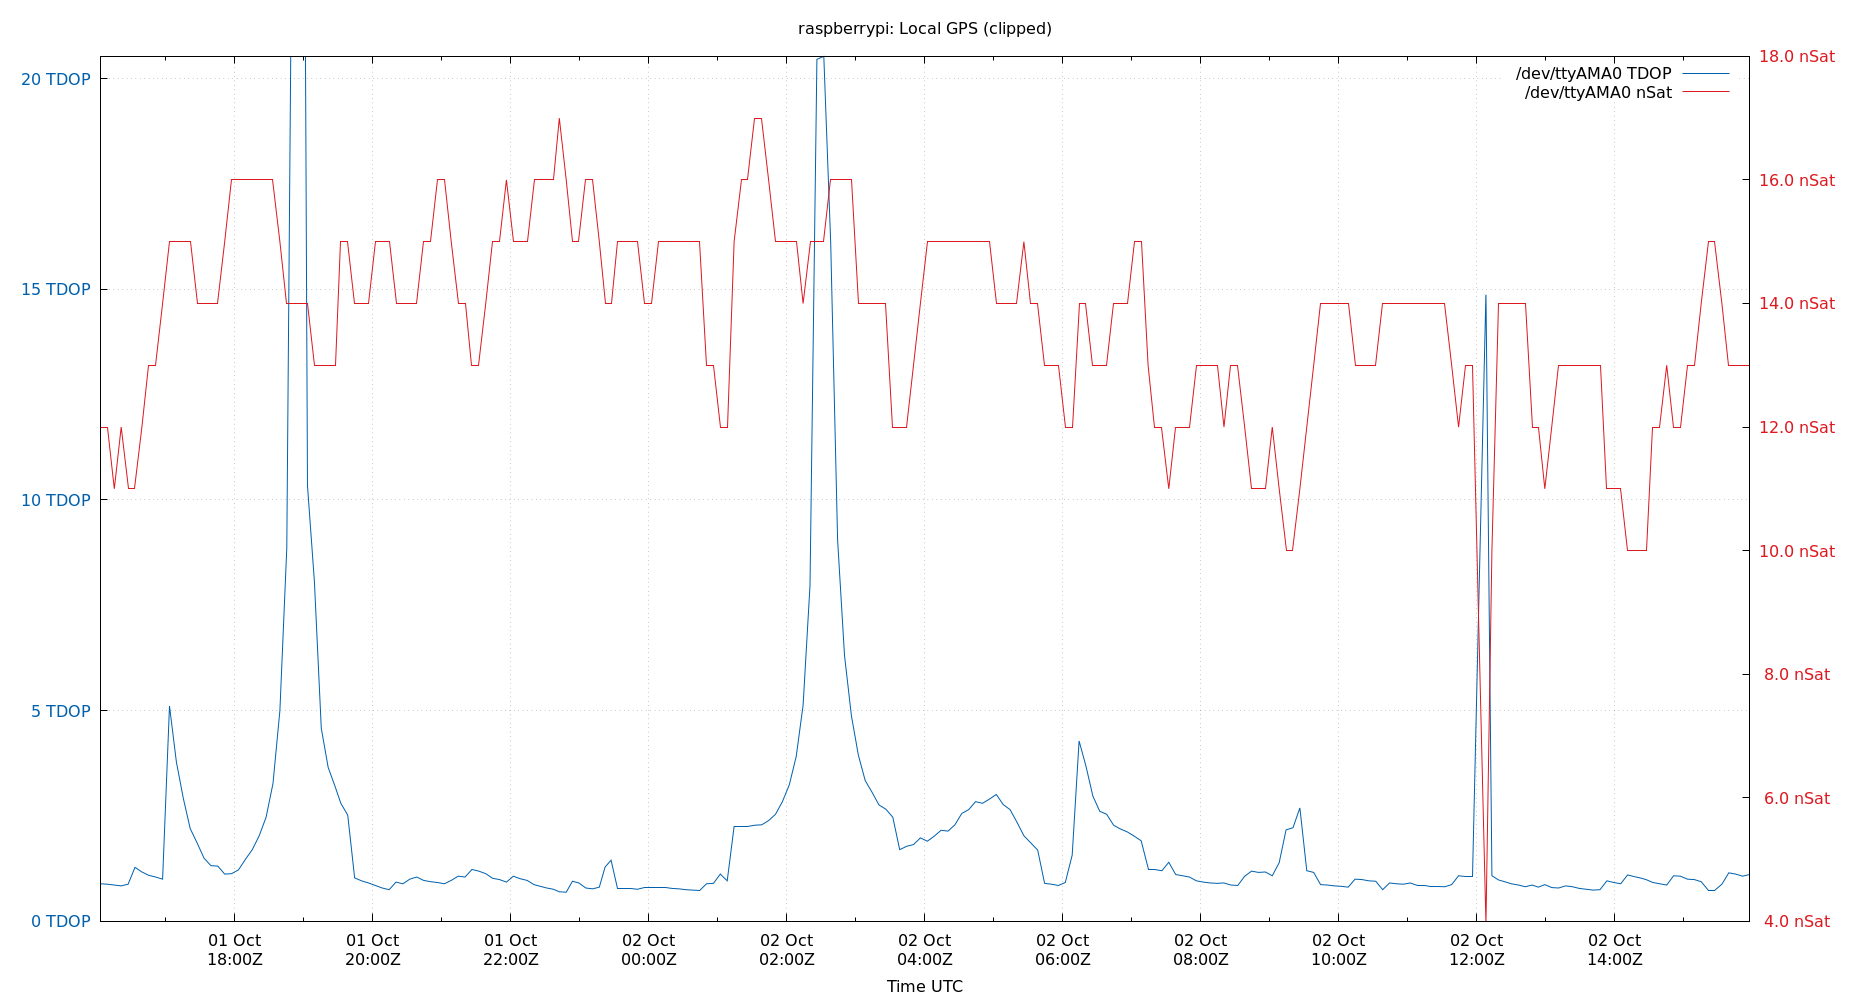 raspberrypi: Local GPS (clipped)
/dev/ttyAMA0 TDOP
/dev/ttyAMA0 nSat
20 TDOP
15 TDOP
10 TDOP
5 TDOP
0 TDOP
18.0 nSat
16.0 nSat
14.0 nSat
12.0 nSat
10.0 nSat
8.0 nSat
6.0 nSat
4.0 nSat
01 Oct 01 Oct 01 Oct 02 Oct 02 Oct 02 Oct 02 Oct 02 Oct 02 Oct 02 Oct 02 Oct
18:00Z 20:00Z 22:00Z 00:00Z 02:00Z 04:00Z 06:00Z 08:00Z 10:00Z 12:00Z 14:00Z
Time UTC